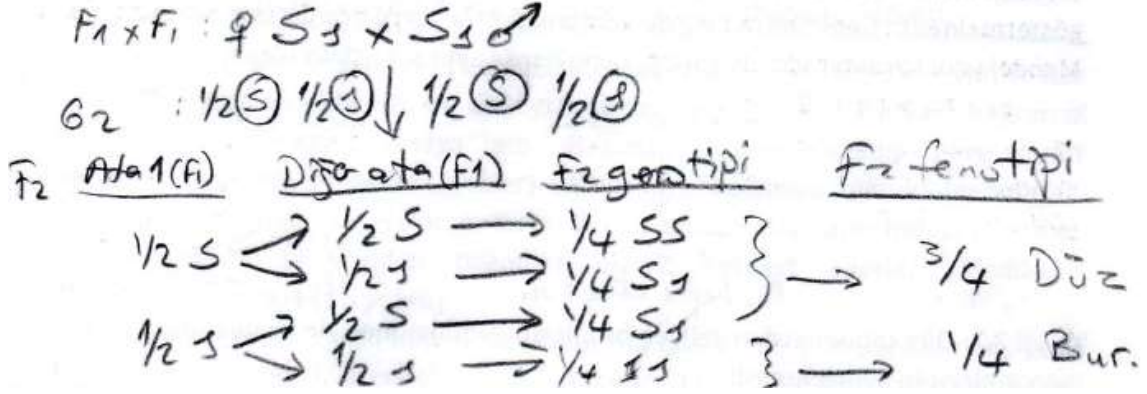 F1 x F1 : ♀ Ss x Ss ♂
G2 : 1/2 S 1/2 s ↓ 1/2 S 1/2 s
F2 Ata 1 (F1) Diğer ata (F1) F2 genotipi F2 fenotipi
1/2 S → 1/2 S → 1/4 SS
→ 1/2 s → 1/4 Ss } → 3/4 Düz
1/2 s → 1/2 S → 1/4 Ss
→ 1/2 s → 1/4 ss } → 1/4 Bur.